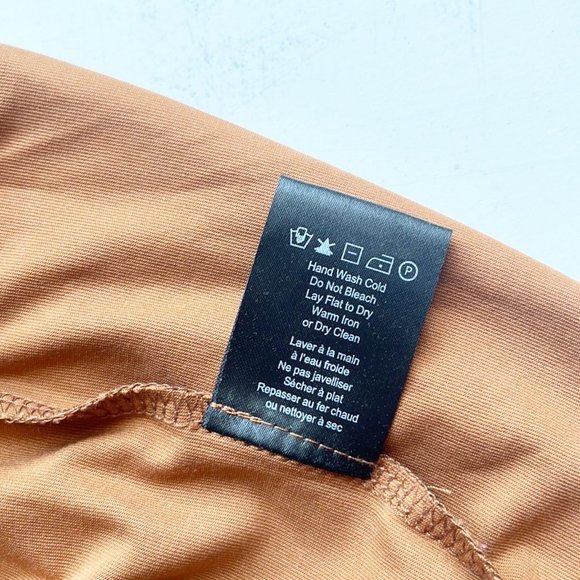 P
Hand Wash Cold
Do Not Bleach
Lay Flat to Dry
Warm Iron
or Dry Clean
Laver à la main
à l'eau froide
Ne pas javelliser
Sécher à plat
Repasser au fer chaud
ou nettoyer à sec